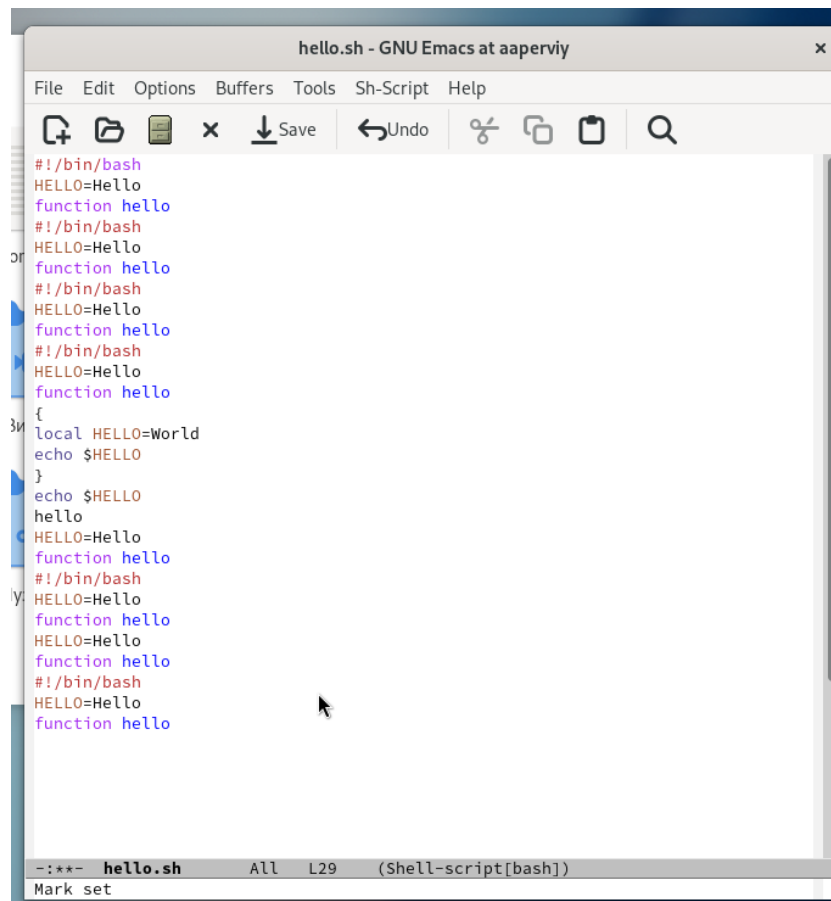 hello.sh - GNU Emacs at aaperviy ×
File Edit Options Buffers Tools Sh-Script Help
Save Undo
#!/bin/bash
HELLO=Hello
function hello
#!/bin/bash
HELLO=Hello
function hello
#!/bin/bash
HELLO=Hello
function hello
#!/bin/bash
HELLO=Hello
function hello
{
local HELLO=World
echo $HELLO
}
echo $HELLO
hello
HELLO=Hello
function hello
#!/bin/bash
HELLO=Hello
function hello
HELLO=Hello
function hello
#!/bin/bash
HELLO=Hello
function hello
-:**- hello.sh All L29 (Shell-script[bash])
Mark set